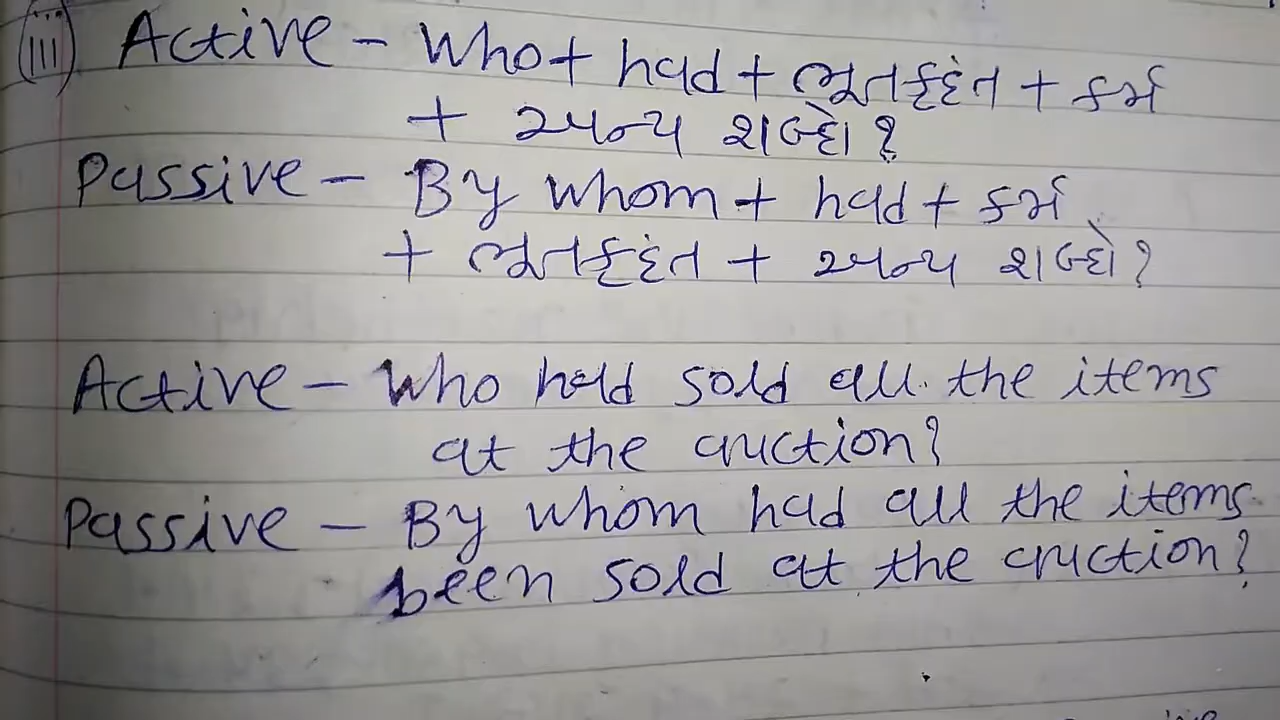 (iii) Active - Who + had + ભૂતકૃદંત + કર્મ
+ અન્ય શબ્દો ?
Passive - By whom + had + કર્મ
+ ભૂતકૃદંત + અન્ય શબ્દો ?
Active - Who had sold all the items
at the auction?
Passive - By whom had all the items
been sold at the auction?